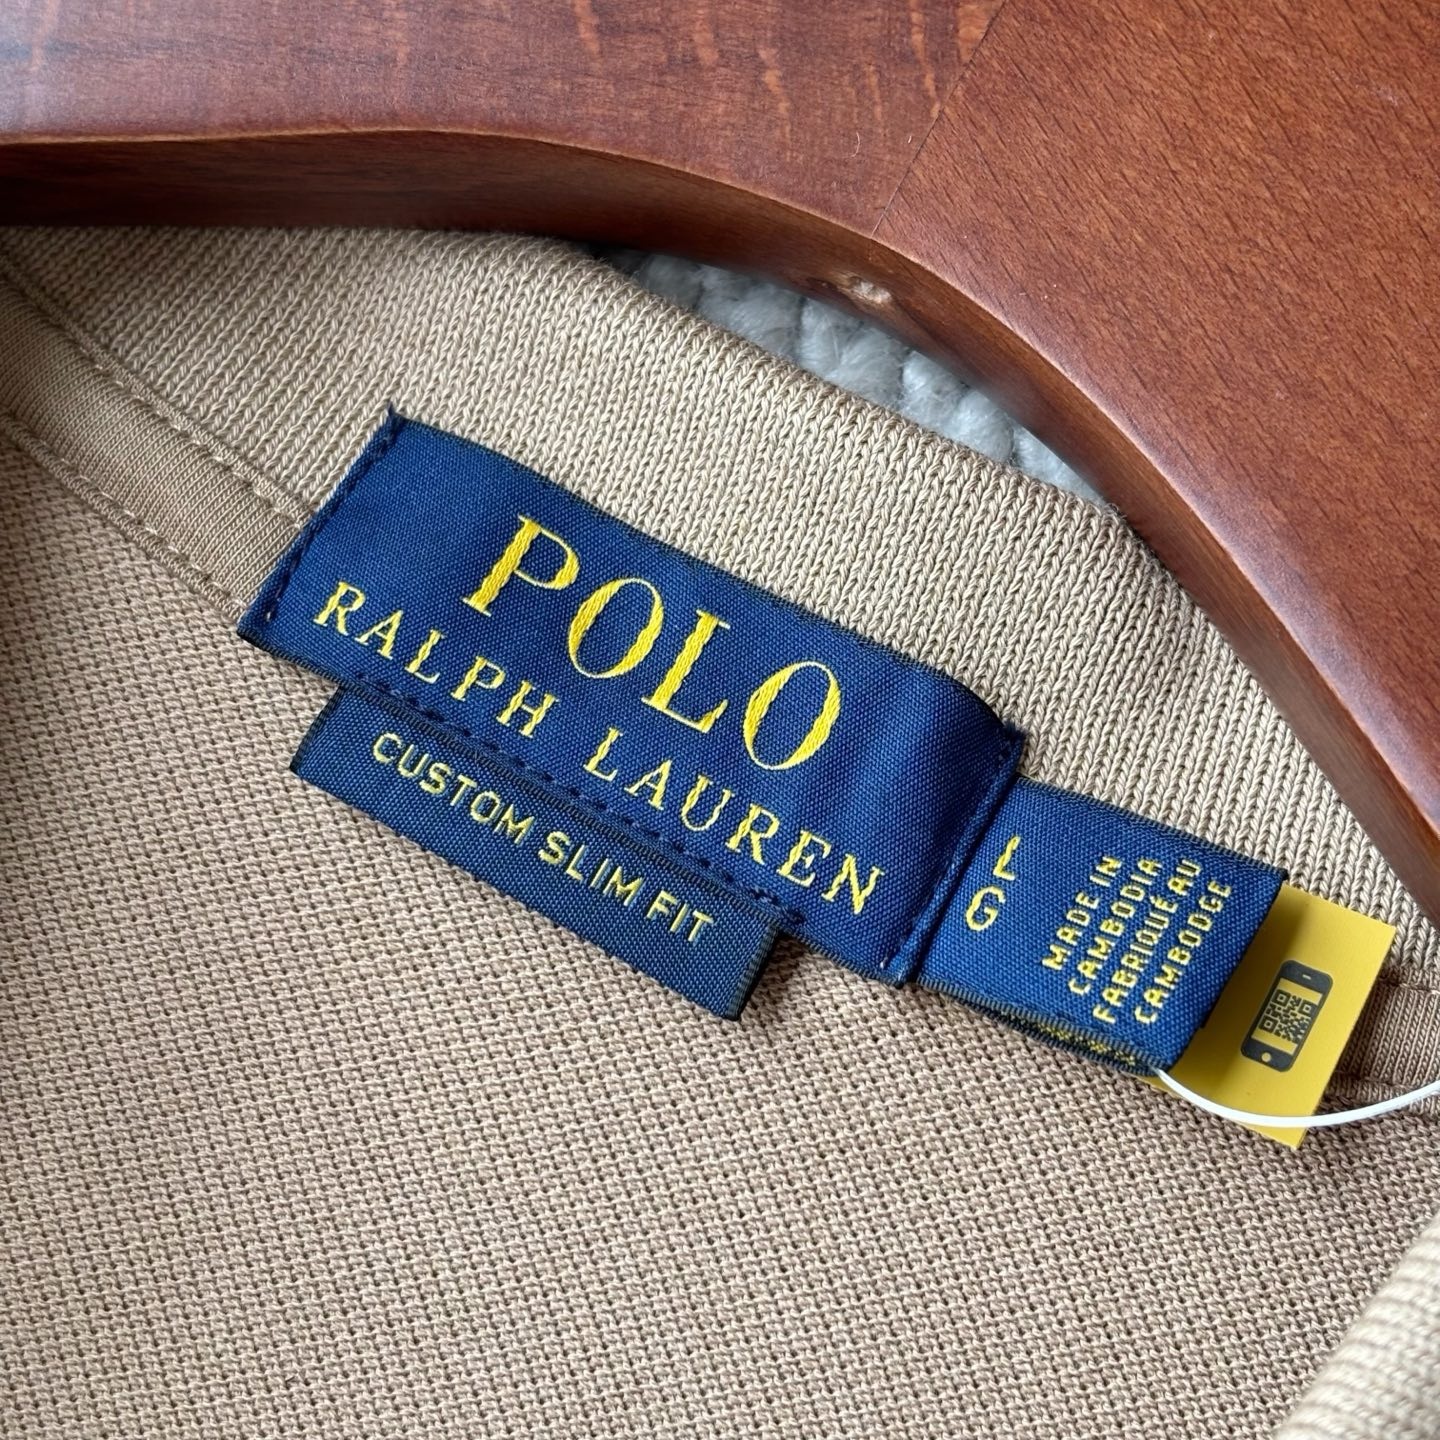 POLO
RALPH LAUREN
CUSTOM SLIM FIT
L
G
MADE IN
CAMBODIA
FABRIQUÉ AU
CAMBODGE